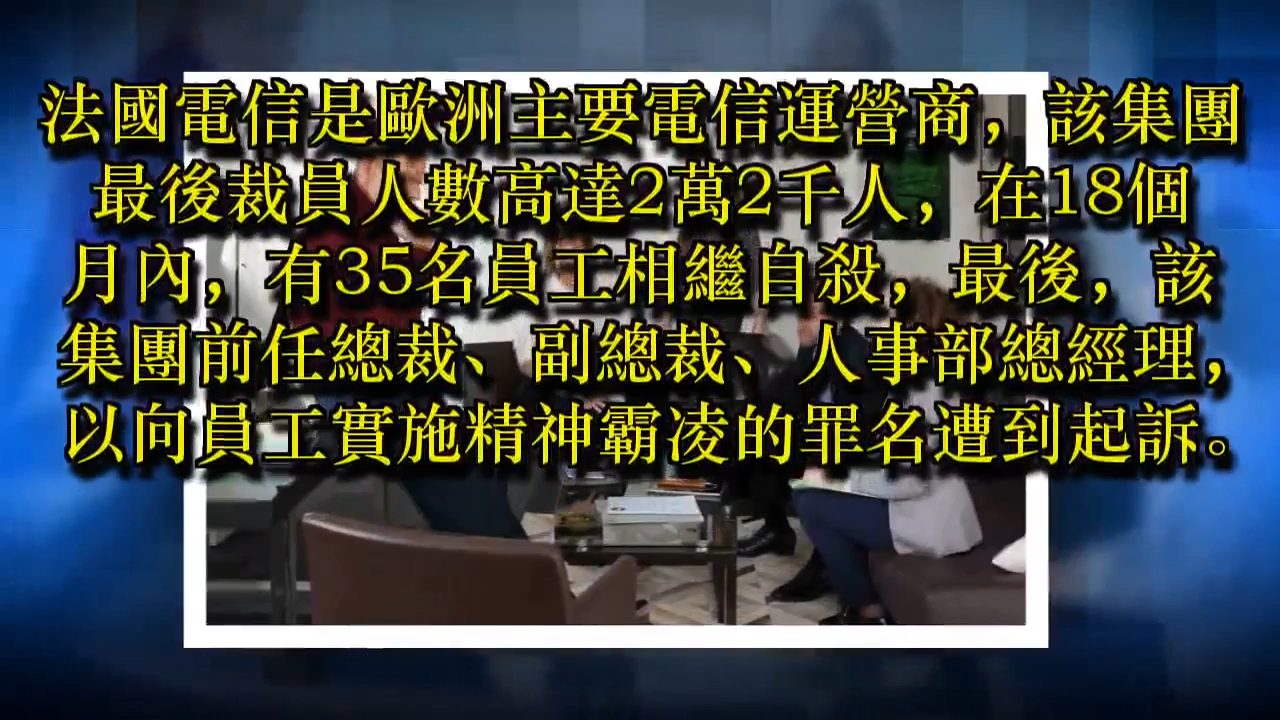 法國電信是歐洲主要電信運營商，該集團
最後裁員人數高達2萬2千人，在18個
月內，有35名員工相繼自殺，最後，該
集團前任總裁、副總裁、人事部總經理，
以向員工實施精神霸凌的罪名遭到起訴。